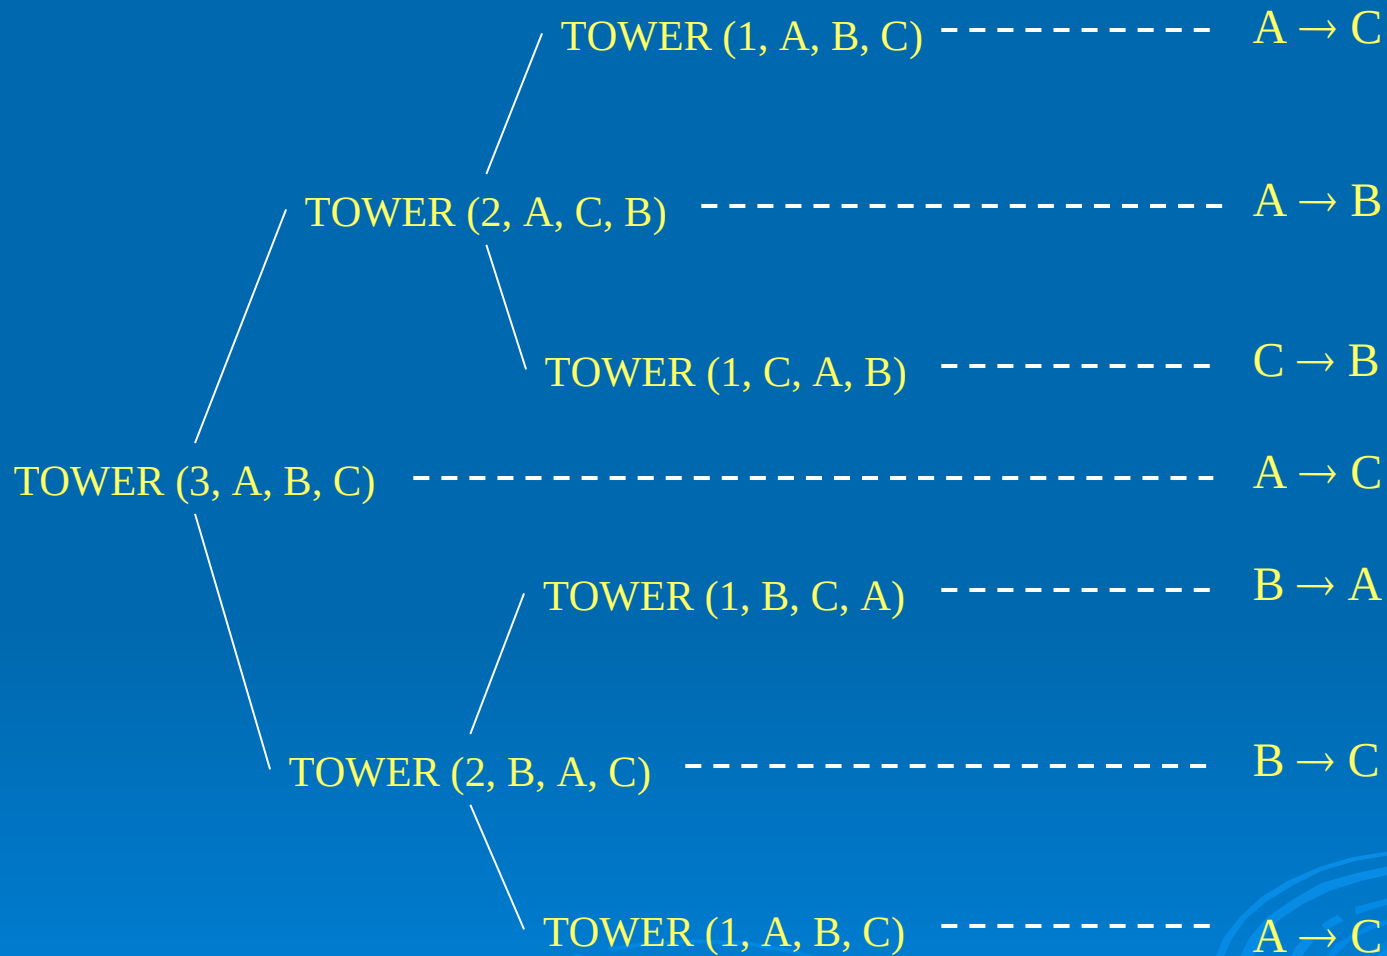 TOWER (1, A, B, C) A → C
TOWER (2, A, C, B) A → B
TOWER (1, C, A, B) C → B
TOWER (3, A, B, C) A → C
TOWER (1, B, C, A) B → A
TOWER (2, B, A, C) B → C
TOWER (1, A, B, C) A → C